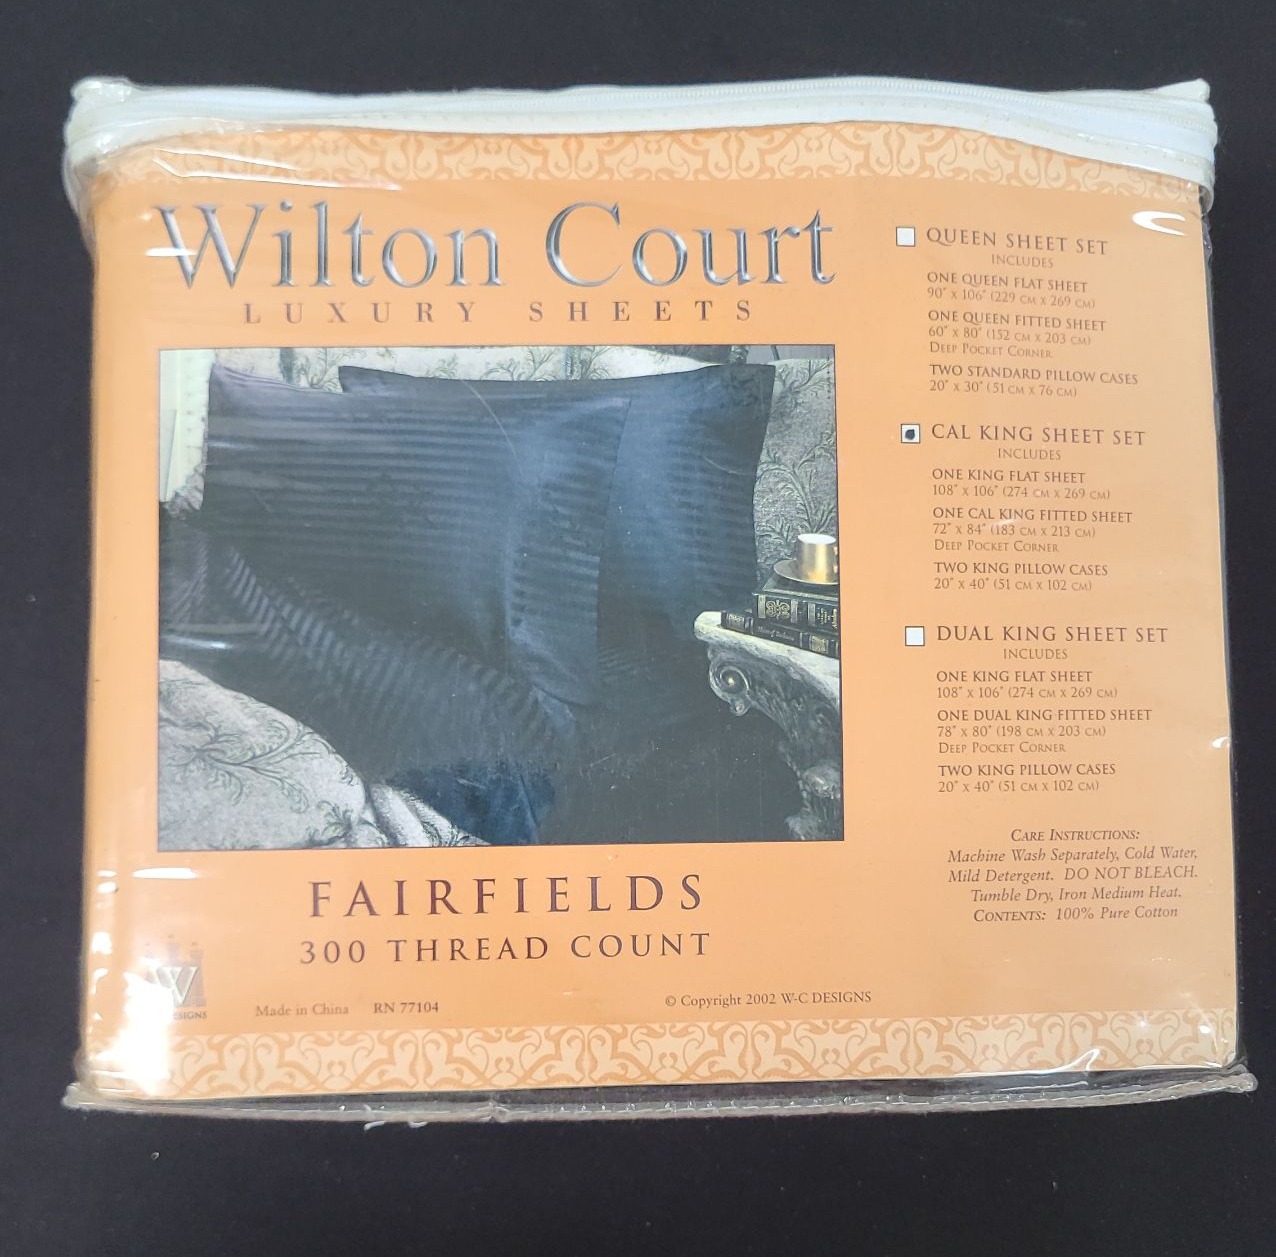 Wilton Court
LUXURY SHEETS
FAIRFIELDS
300 THREAD COUNT
W
DESIGNS
Made in China RN 77104
© Copyright 2002 W-C DESIGNS
QUEEN SHEET SET
INCLUDES
ONE QUEEN FLAT SHEET
90" X 106" (229 CM X 269 CM)
ONE QUEEN FITTED SHEET
60" X 80" (152 CM X 203 CM)
DEEP POCKET CORNER
TWO STANDARD PILLOW CASES
20" X 30" (51 CM X 76 CM)
CAL KING SHEET SET
INCLUDES
ONE KING FLAT SHEET
108" X 106" (274 CM X 269 CM)
ONE CAL KING FITTED SHEET
72" X 84" (183 CM X 213 CM)
DEEP POCKET CORNER
TWO KING PILLOW CASES
20" X 40" (51 CM X 102 CM)
DUAL KING SHEET SET
INCLUDES
ONE KING FLAT SHEET
108" X 106" (274 CM X 269 CM)
ONE DUAL KING FITTED SHEET
78" X 80" (198 CM X 203 CM)
DEEP POCKET CORNER
TWO KING PILLOW CASES
20" X 40" (51 CM X 102 CM)
CARE INSTRUCTIONS:
Machine Wash Separately, Cold Water,
Mild Detergent. DO NOT BLEACH.
Tumble Dry, Iron Medium Heat.
CONTENTS: 100% Pure Cotton